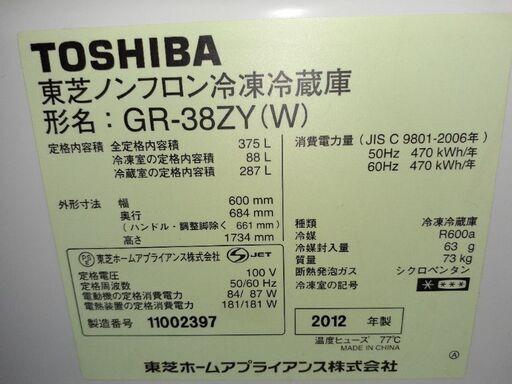 TOSHIBA
東芝ノンフロン冷凍冷蔵庫
形名：GR-38ZY(W)
定格内容積 全定格内容積 375 L
冷凍室の定格内容積 88 L
冷蔵室の定格内容積 287 L
外形寸法 幅 600 mm
奥行 684 mm
(ハンドル・調整脚除く 661 mm)
高さ 1734 mm
消費電力量 (JIS C 9801-2006年)
50Hz 470 kWh/年
60Hz 470 kWh/年
種類 冷凍冷蔵庫
冷媒 R600a
冷媒封入量 63 g
質量 73 kg
断熱発泡ガス シクロペンタン
冷凍室の記号 ****
PS E 東芝ホームアプライアンス株式会社 S JET
定格電圧 100 V
定格周波数 50/60 Hz
電動機の定格消費電力 84/ 87 W
電熱装置の定格消費電力 181/181 W
製造番号 11002397
2012 年製
温度ヒューズ 77℃
MADE IN CHINA
東芝ホームアプライアンス株式会社
Ⓐ